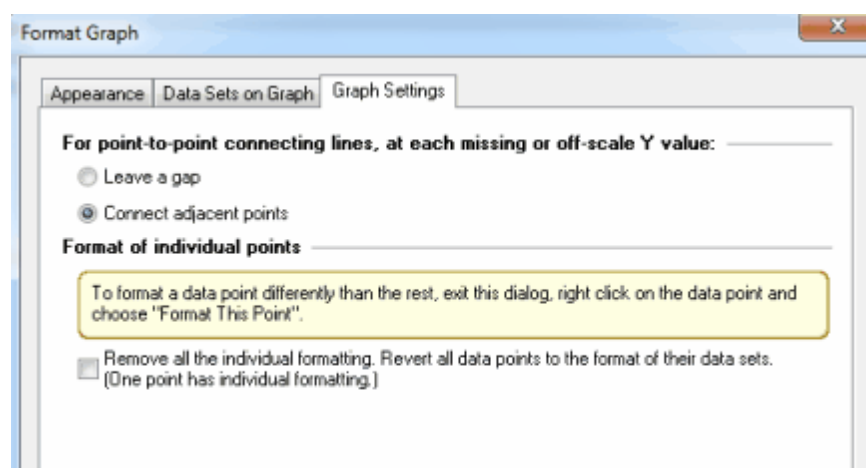 Format Graph
Appearance
Data Sets on Graph
Graph Settings
For point-to-point connecting lines, at each missing or off-scale Y value:
Leave a gap
Connect adjacent points
Format of individual points
To format a data point differently than the rest, exit this dialog, right click on the data point and
choose "Format This Point".
Remove all the individual formatting. Revert all data points to the format of their data sets.
(One point has individual formatting.)